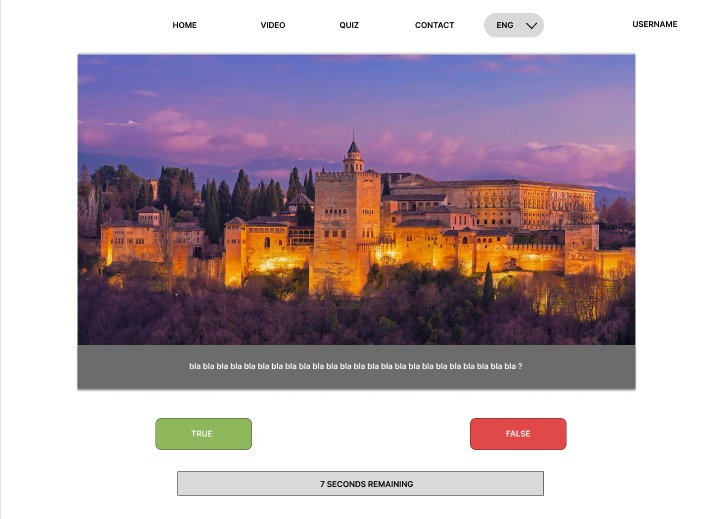 HOME VIDEO QUIZ CONTACT ENG USERNAME
bla bla bla bla bla bla bla bla bla bla bla bla bla bla bla bla bla bla bla bla bla bla bla bla ?
TRUE FALSE
7 SECONDS REMAINING